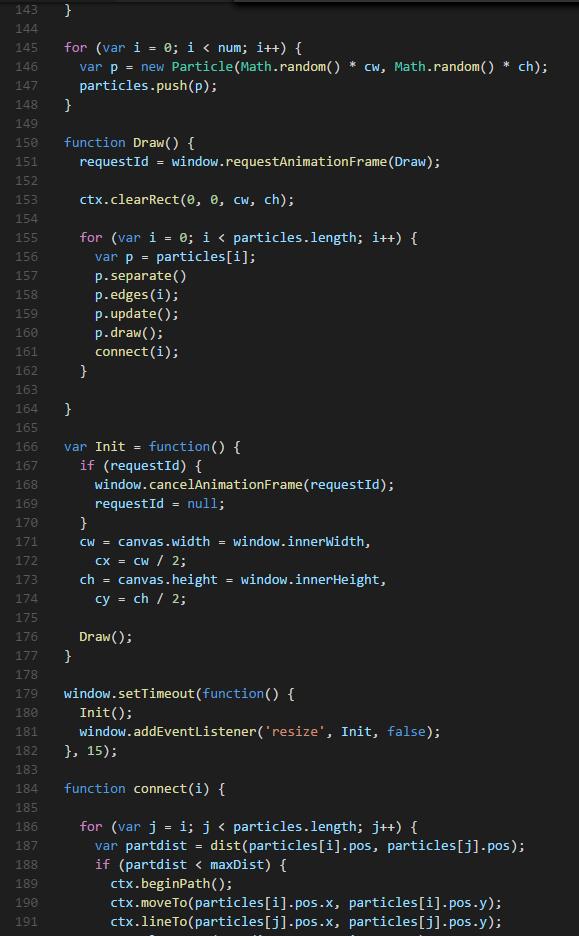 143 }
144
145 for (var i = 0; i < num; i++) {
146   var p = new Particle(Math.random() * cw, Math.random() * ch);
147   particles.push(p);
148 }
149
150 function Draw() {
151   requestId = window.requestAnimationFrame(Draw);
152
153   ctx.clearRect(0, 0, cw, ch);
154
155   for (var i = 0; i < particles.length; i++) {
156     var p = particles[i];
157     p.separate()
158     p.edges(i);
159     p.update();
160     p.draw();
161     connect(i);
162   }
163
164 }
165
166 var Init = function() {
167   if (requestId) {
168     window.cancelAnimationFrame(requestId);
169     requestId = null;
170   }
171   cw = canvas.width = window.innerWidth,
172     cx = cw / 2;
173   ch = canvas.height = window.innerHeight,
174     cy = ch / 2;
175
176   Draw();
177 }
178
179 window.setTimeout(function() {
180   Init();
181   window.addEventListener('resize', Init, false);
182 }, 15);
183
184 function connect(i) {
185
186   for (var j = i; j < particles.length; j++) {
187     var partdist = dist(particles[i].pos, particles[j].pos);
188     if (partdist < maxDist) {
189       ctx.beginPath();
190       ctx.moveTo(particles[i].pos.x, particles[i].pos.y);
191       ctx.lineTo(particles[j].pos.x, particles[j].pos.y);